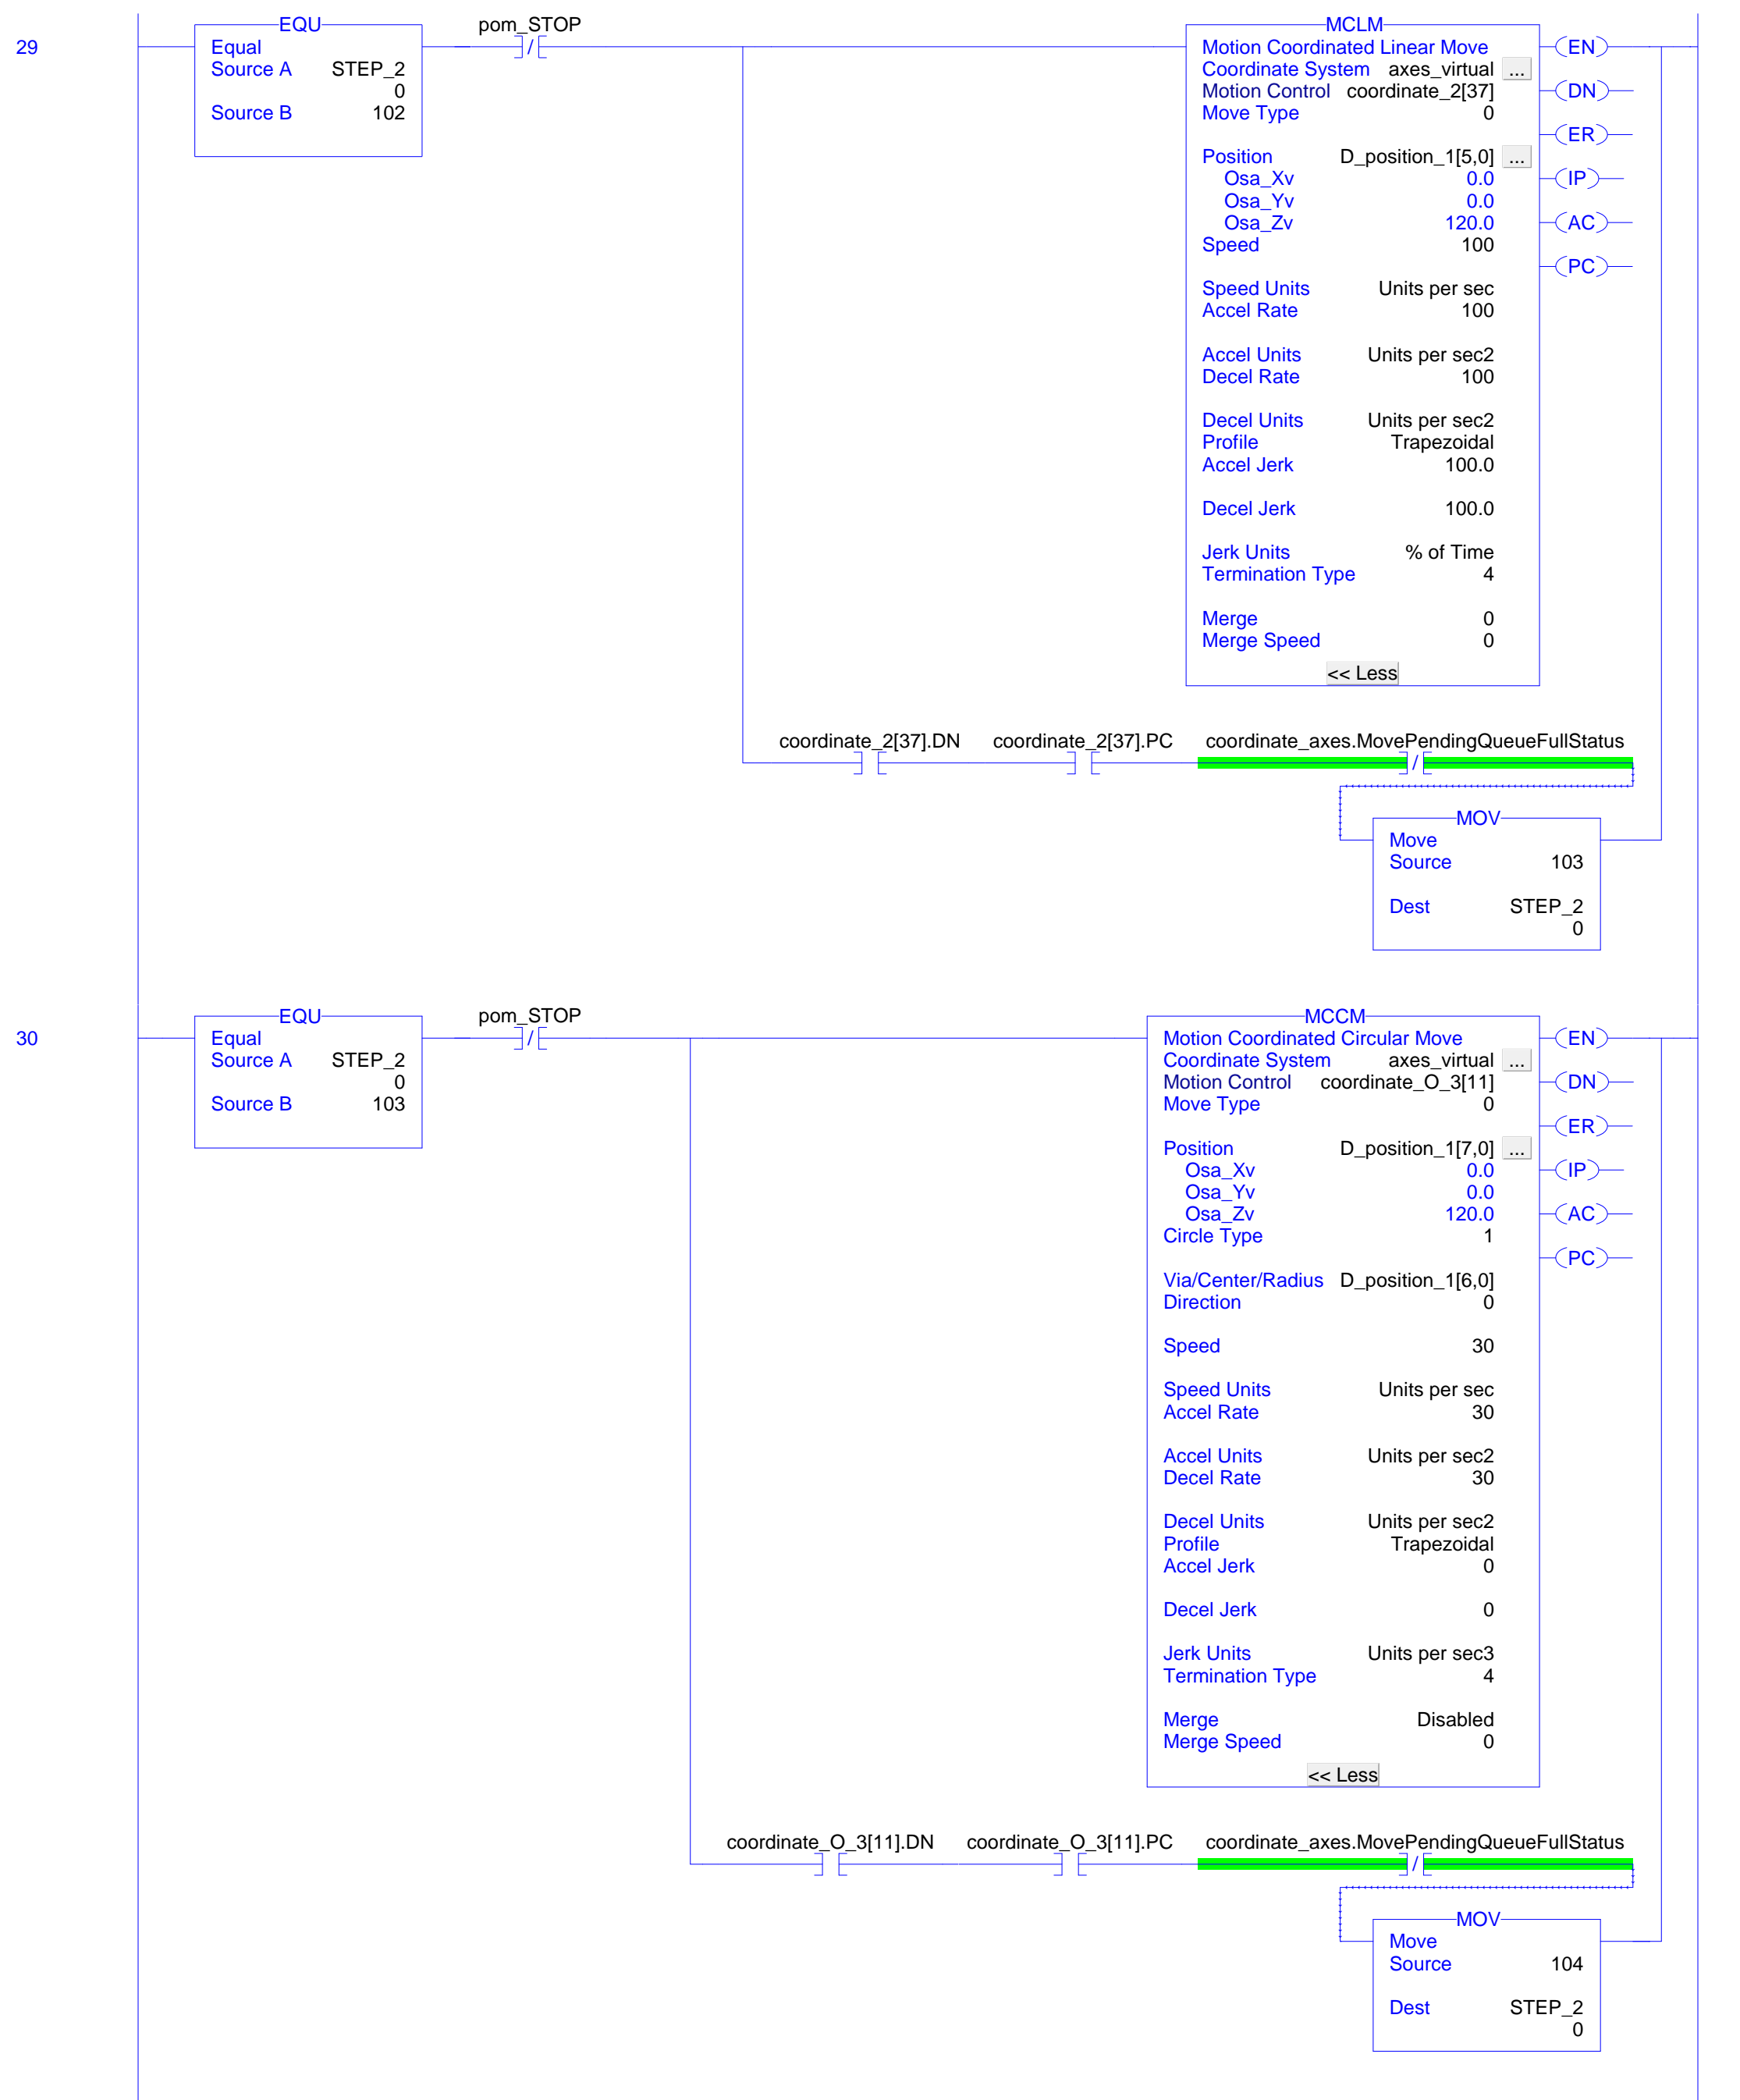 29
EQU
Equal
Source A STEP_2
0
Source B 102
pom_STOP
/
MCLM
Motion Coordinated Linear Move
Coordinate System axes_virtual ...
Motion Control coordinate_2[37]
Move Type 0
Position D_position_1[5,0] ...
Osa_Xv 0.0
Osa_Yv 0.0
Osa_Zv 120.0
Speed 100
Speed Units Units per sec
Accel Rate 100
Accel Units Units per sec2
Decel Rate 100
Decel Units Units per sec2
Profile Trapezoidal
Accel Jerk 100.0
Decel Jerk 100.0
Jerk Units % of Time
Termination Type 4
Merge 0
Merge Speed 0
<< Less
EN
DN
ER
IP
AC
PC
coordinate_2[37].DN coordinate_2[37].PC coordinate_axes.MovePendingQueueFullStatus
/
MOV
Move
Source 103
Dest STEP_2
0
30
EQU
Equal
Source A STEP_2
0
Source B 103
pom_STOP
/
MCCM
Motion Coordinated Circular Move
Coordinate System axes_virtual ...
Motion Control coordinate_O_3[11]
Move Type 0
Position D_position_1[7,0] ...
Osa_Xv 0.0
Osa_Yv 0.0
Osa_Zv 120.0
Circle Type 1
Via/Center/Radius D_position_1[6,0]
Direction 0
Speed 30
Speed Units Units per sec
Accel Rate 30
Accel Units Units per sec2
Decel Rate 30
Decel Units Units per sec2
Profile Trapezoidal
Accel Jerk 0
Decel Jerk 0
Jerk Units Units per sec3
Termination Type 4
Merge Disabled
Merge Speed 0
<< Less
EN
DN
ER
IP
AC
PC
coordinate_O_3[11].DN coordinate_O_3[11].PC coordinate_axes.MovePendingQueueFullStatus
/
MOV
Move
Source 104
Dest STEP_2
0